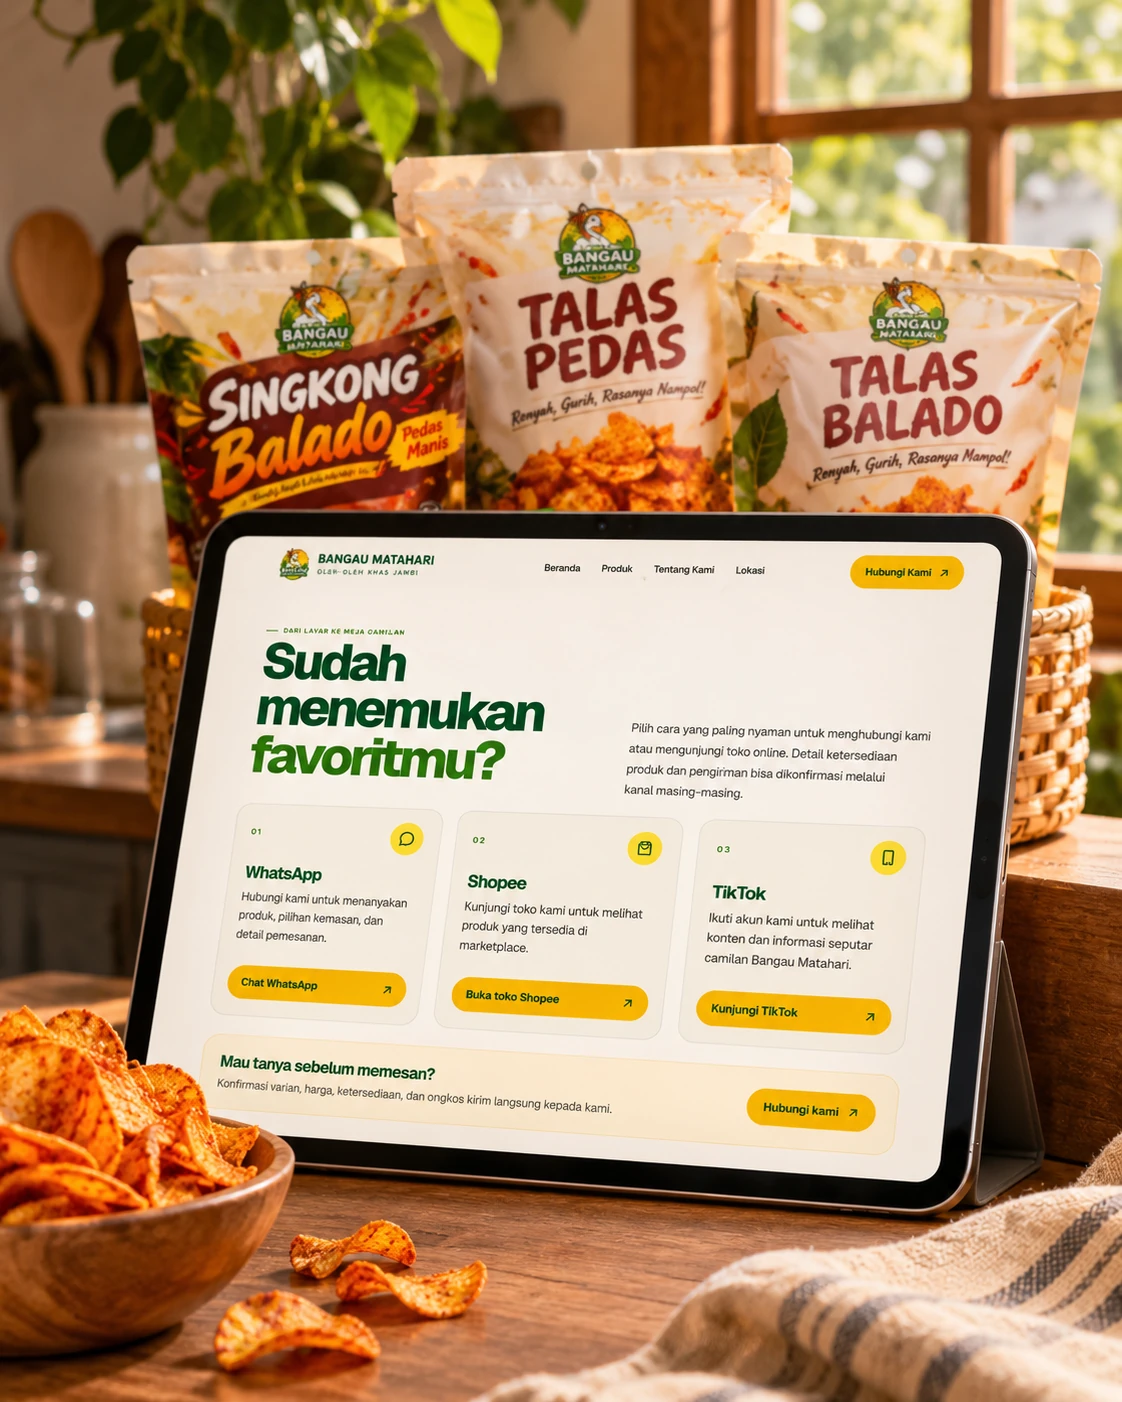 BANGAU
MATAHARI
SINGKONG
Balado
Pedas
Manis
BANGAU
MATAHARI
TALAS
PEDAS
Renyah, Gurih, Rasanya Nampol!
BANGAU
MATAHARI
TALAS
BALADO
Renyah, Gurih, Rasanya Mampol!
BANGAU MATAHARI
OLEH-OLEH KHAS JAMBI
Beranda Produk Tentang Kami Lokasi
Hubungi Kami
DARI LAYAR KE MEJA CAMILAN
Sudah
menemukan
favoritmu?
Pilih cara yang paling nyaman untuk menghubungi kami
atau mengunjungi toko online. Detail ketersediaan
produk dan pengiriman bisa dikonfirmasi melalui
kanal masing-masing.
01
WhatsApp
Hubungi kami untuk menanyakan
produk, pilihan kemasan, dan
detail pemesanan.
Chat WhatsApp
02
Shopee
Kunjungi toko kami untuk melihat
produk yang tersedia di
marketplace.
Buka toko Shopee
03
TikTok
Ikuti akun kami untuk melihat
konten dan informasi seputar
camilan Bangau Matahari.
Kunjungi TikTok
Mau tanya sebelum memesan?
Konfirmasi varian, harga, ketersediaan, dan ongkos kirim langsung kepada kami.
Hubungi kami